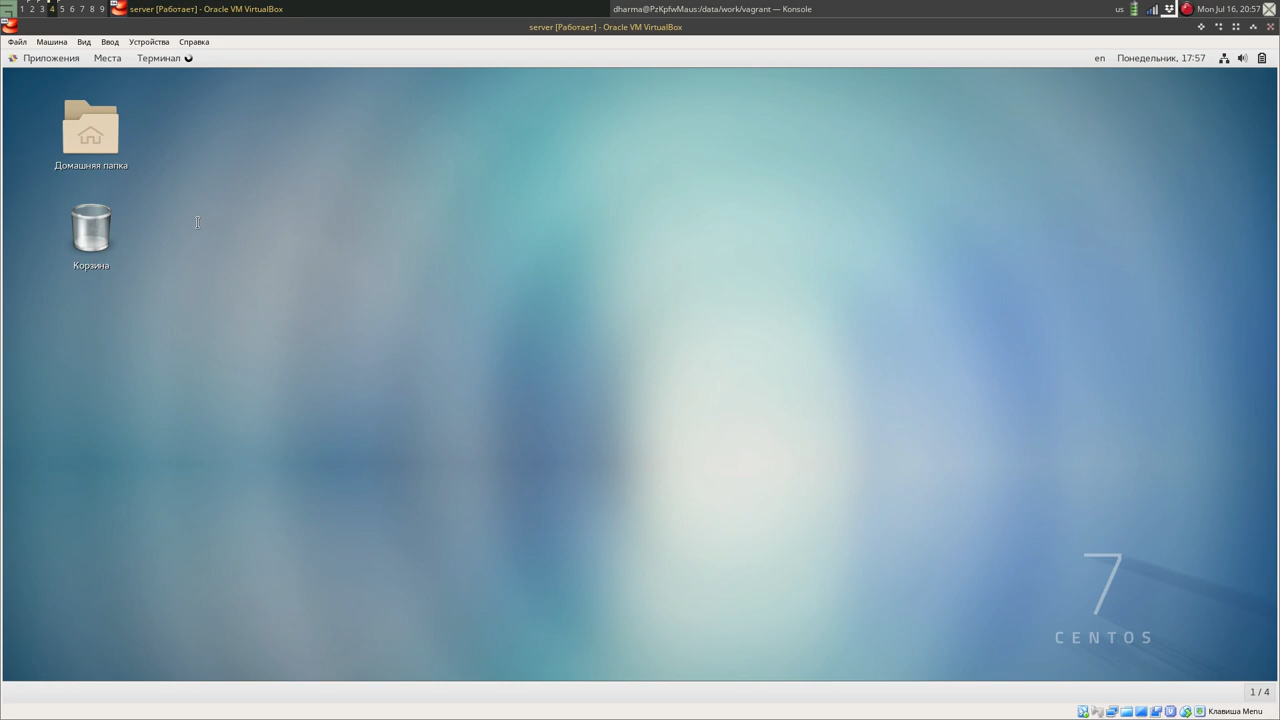 1 2 3 4 5 6 7 8 9 server [Работает] - Oracle VM VirtualBox dharma@PzKpfwMaus:/data/work/vagrant — Konsole us Mon Jul 16, 20:57
server [Работает] - Oracle VM VirtualBox
Файл Машина Вид Ввод Устройства Справка
Приложения Места Терминал en Понедельник, 17:57
Домашняя папка
Корзина
7
CENTOS
1 / 4
Клавиша Menu